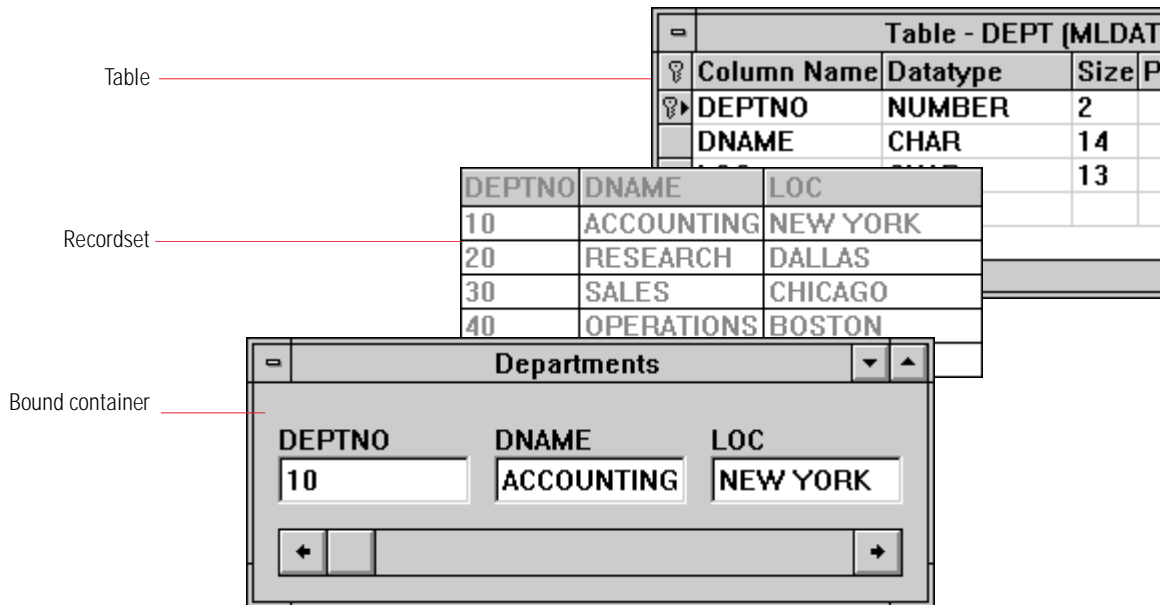 Table - DEPT (MLDAT
Table
Column Name Datatype Size P
DEPTNO NUMBER 2
DNAME CHAR 14
13
Recordset
DEPTNO DNAME LOC
10 ACCOUNTING NEW YORK
20 RESEARCH DALLAS
30 SALES CHICAGO
40 OPERATIONS BOSTON
Bound container
Departments
DEPTNO DNAME LOC
10 ACCOUNTING NEW YORK